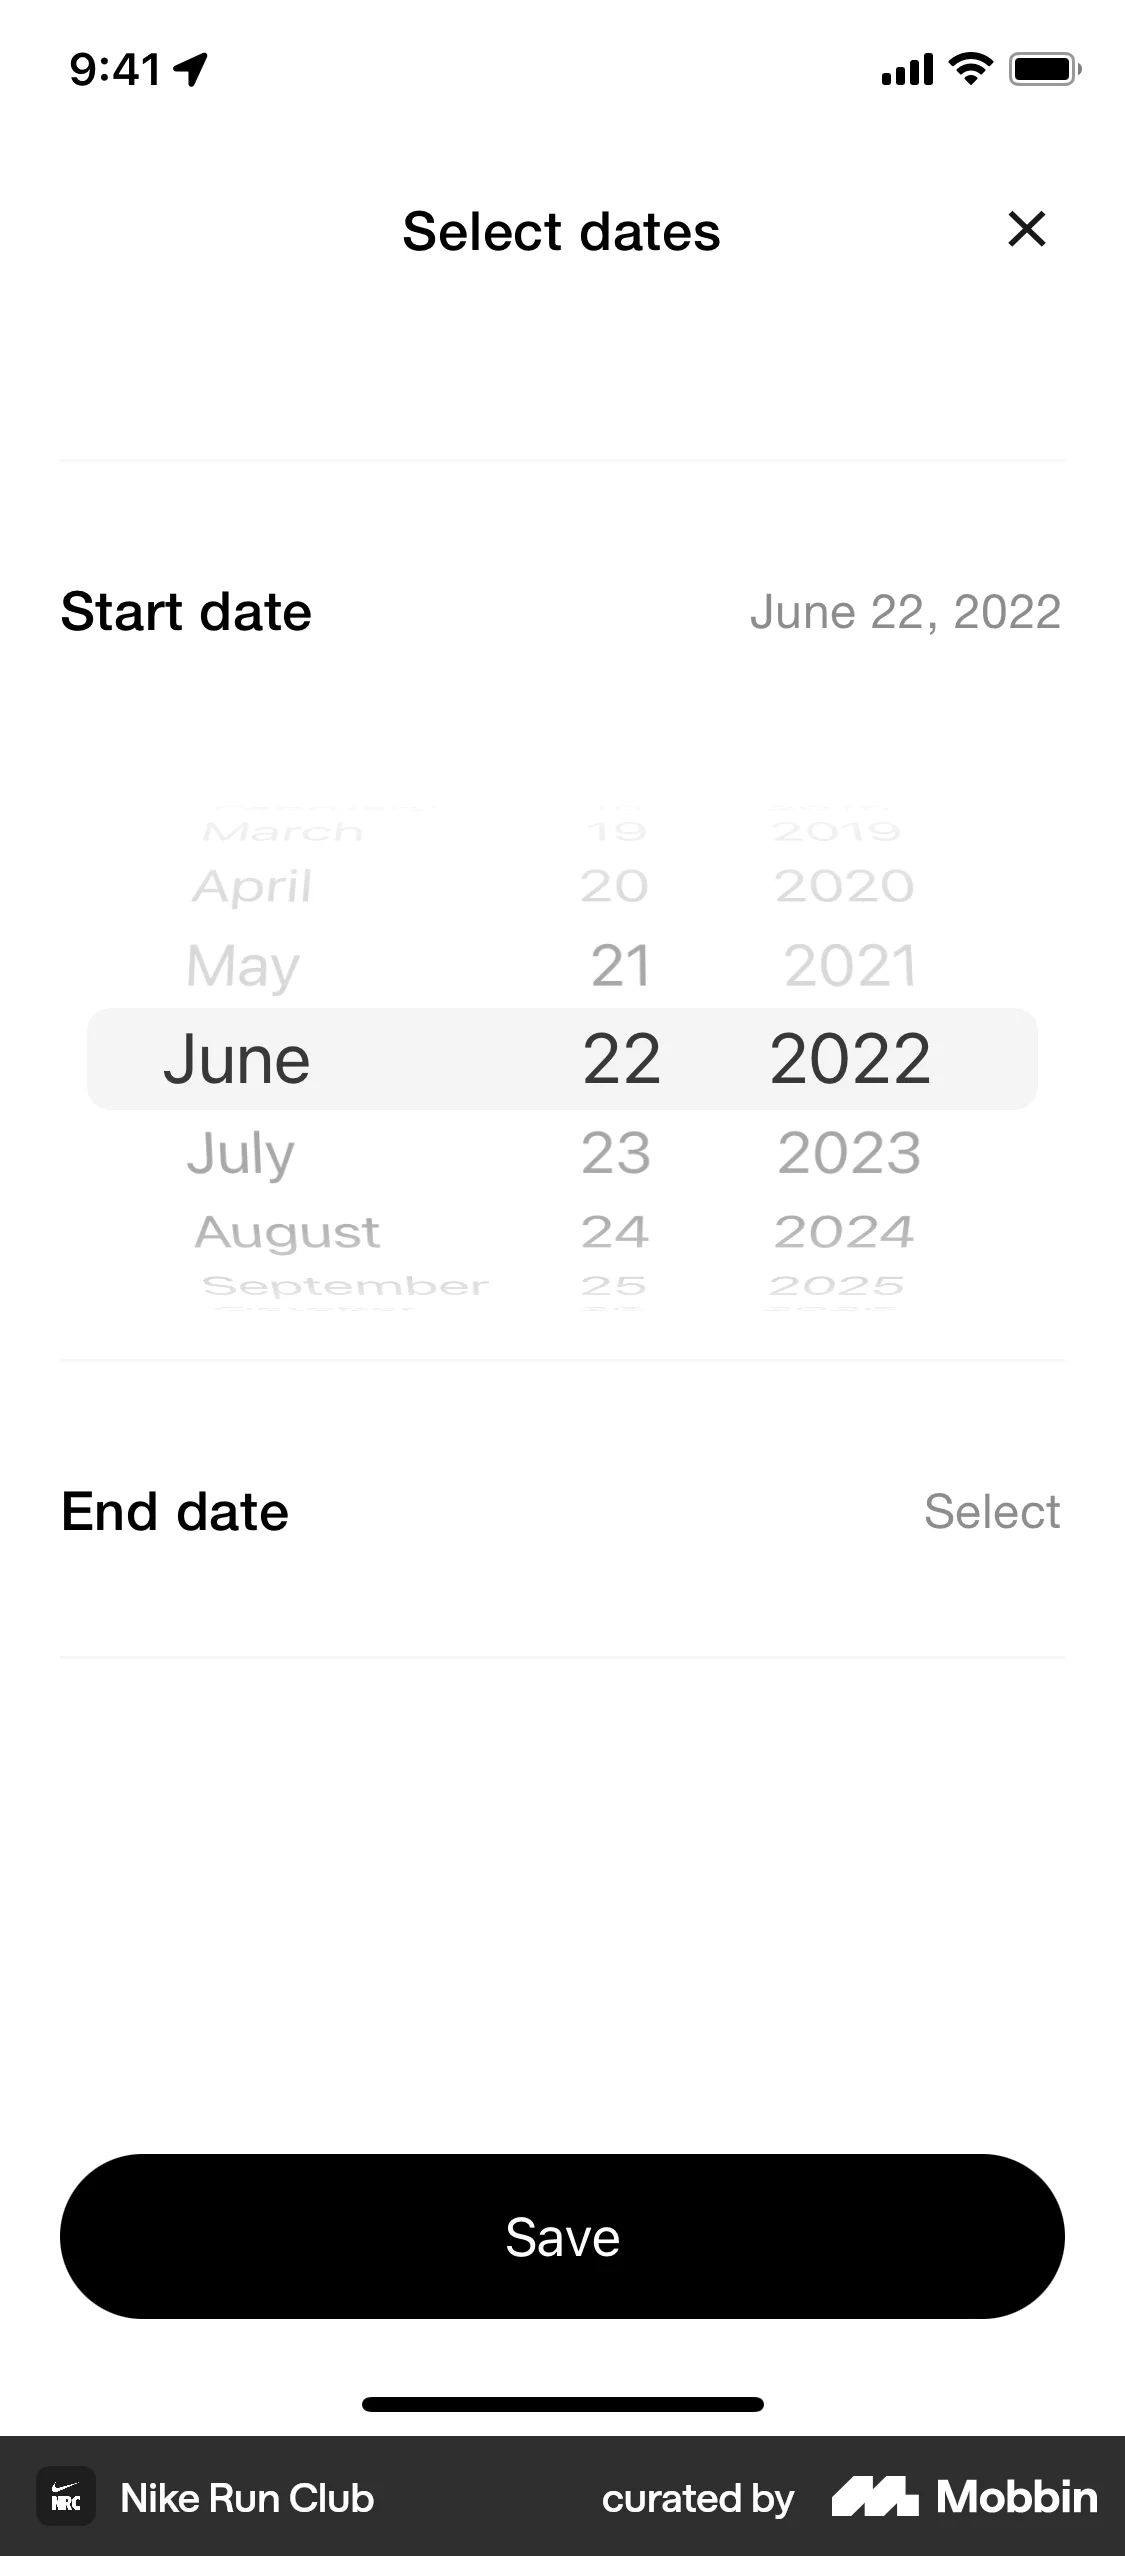 9:41
Select dates
Start date June 22, 2022
March 19 2019
April 20 2020
May 21 2021
June 22 2022
July 23 2023
August 24 2024
September 25 2025
End date Select
Save
NRC Nike Run Club curated by Mobbin